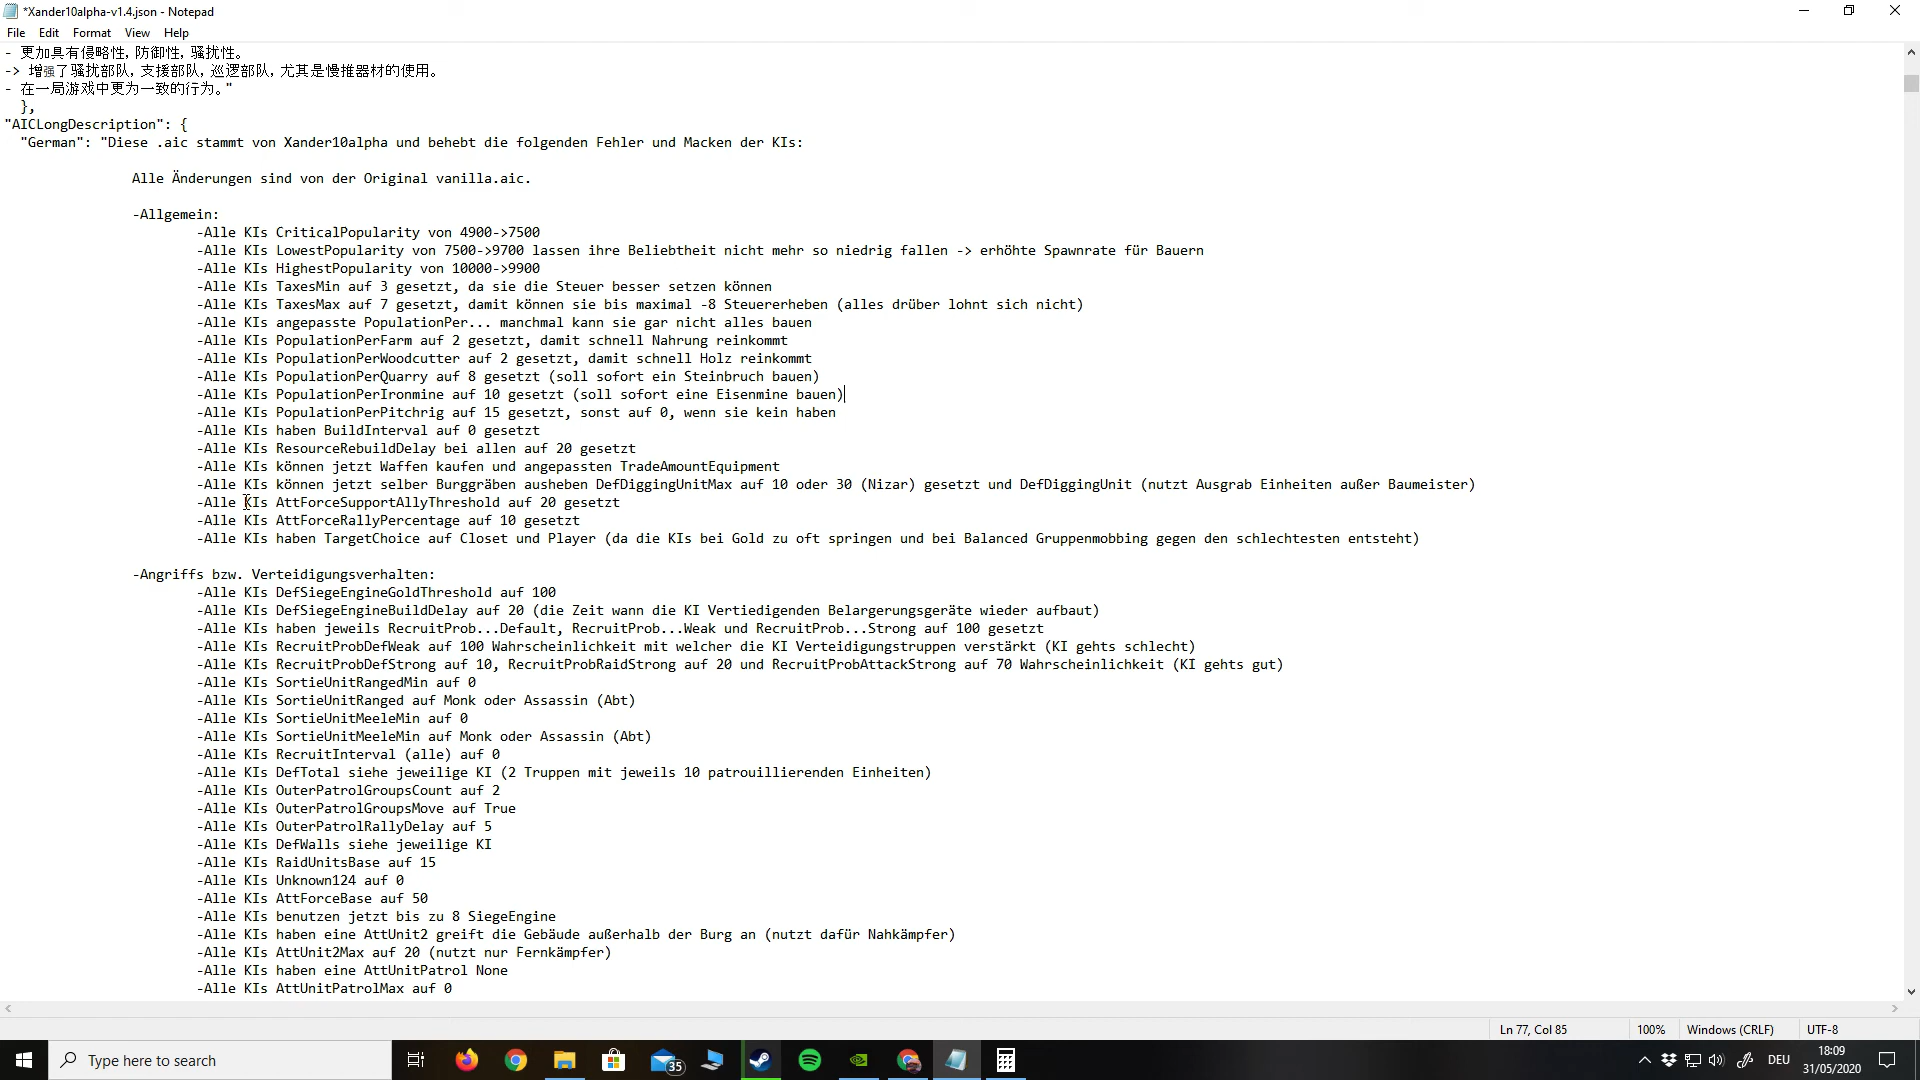 *Xander10alpha-v1.4.json - Notepad
File Edit Format View Help
- 更加具有侵略性, 防御性, 骚扰性。
-> 增强了骚扰部队, 支援部队, 巡逻部队, 尤其是慢推器材的使用。
- 在一局游戏中更为一致的行为。"
},
"AICLongDescription": {
"German": "Diese .aic stammt von Xander10alpha und behebt die folgenden Fehler und Macken der KIs:
Alle Änderungen sind von der Original vanilla.aic.
-Allgemein:
-Alle KIs CriticalPopularity von 4900->7500
-Alle KIs LowestPopularity von 7500->9700 lassen ihre Beliebtheit nicht mehr so niedrig fallen -> erhöhte Spawnrate für Bauern
-Alle KIs HighestPopularity von 10000->9900
-Alle KIs TaxesMin auf 3 gesetzt, da sie die Steuer besser setzen können
-Alle KIs TaxesMax auf 7 gesetzt, damit können sie bis maximal -8 Steuererheben (alles drüber lohnt sich nicht)
-Alle KIs angepasste PopulationPer... manchmal kann sie gar nicht alles bauen
-Alle KIs PopulationPerFarm auf 2 gesetzt, damit schnell Nahrung reinkommt
-Alle KIs PopulationPerWoodcutter auf 2 gesetzt, damit schnell Holz reinkommt
-Alle KIs PopulationPerQuarry auf 8 gesetzt (soll sofort ein Steinbruch bauen)
-Alle KIs PopulationPerIronmine auf 10 gesetzt (soll sofort eine Eisenmine bauen)
-Alle KIs PopulationPerPitchrig auf 15 gesetzt, sonst auf 0, wenn sie kein haben
-Alle KIs haben BuildInterval auf 0 gesetzt
-Alle KIs ResourceRebuildDelay bei allen auf 20 gesetzt
-Alle KIs können jetzt Waffen kaufen und angepassten TradeAmountEquipment
-Alle KIs können jetzt selber Burggräben ausheben DefDiggingUnitMax auf 10 oder 30 (Nizar) gesetzt und DefDiggingUnit (nutzt Ausgrab Einheiten außer Baumeister)
-Alle KIs AttForceSupportAllyThreshold auf 20 gesetzt
-Alle KIs AttForceRallyPercentage auf 10 gesetzt
-Alle KIs haben TargetChoice auf Closet und Player (da die KIs bei Gold zu oft springen und bei Balanced Gruppenmobbing gegen den schlechtesten entsteht)
-Angriffs bzw. Verteidigungsverhalten:
-Alle KIs DefSiegeEngineGoldThreshold auf 100
-Alle KIs DefSiegeEngineBuildDelay auf 20 (die Zeit wann die KI Vertiedigenden Belargerungsgeräte wieder aufbaut)
-Alle KIs haben jeweils RecruitProb...Default, RecruitProb...Weak und RecruitProb...Strong auf 100 gesetzt
-Alle KIs RecruitProbDefWeak auf 100 Wahrscheinlichkeit mit welcher die KI Verteidigungstruppen verstärkt (KI gehts schlecht)
-Alle KIs RecruitProbDefStrong auf 10, RecruitProbRaidStrong auf 20 und RecruitProbAttackStrong auf 70 Wahrscheinlichkeit (KI gehts gut)
-Alle KIs SortieUnitRangedMin auf 0
-Alle KIs SortieUnitRanged auf Monk oder Assassin (Abt)
-Alle KIs SortieUnitMeeleMin auf 0
-Alle KIs SortieUnitMeeleMin auf Monk oder Assassin (Abt)
-Alle KIs RecruitInterval (alle) auf 0
-Alle KIs DefTotal siehe jeweilige KI (2 Truppen mit jeweils 10 patrouillierenden Einheiten)
-Alle KIs OuterPatrolGroupsCount auf 2
-Alle KIs OuterPatrolGroupsMove auf True
-Alle KIs OuterPatrolRallyDelay auf 5
-Alle KIs DefWalls siehe jeweilige KI
-Alle KIs RaidUnitsBase auf 15
-Alle KIs Unknown124 auf 0
-Alle KIs AttForceBase auf 50
-Alle KIs benutzen jetzt bis zu 8 SiegeEngine
-Alle KIs haben eine AttUnit2 greift die Gebäude außerhalb der Burg an (nutzt dafür Nahkämpfer)
-Alle KIs AttUnit2Max auf 20 (nutzt nur Fernkämpfer)
-Alle KIs haben eine AttUnitPatrol None
-Alle KIs AttUnitPatrolMax auf 0
Ln 77, Col 85 100% Windows (CRLF) UTF-8
Type here to search 35 DEU 18:09
31/05/2020